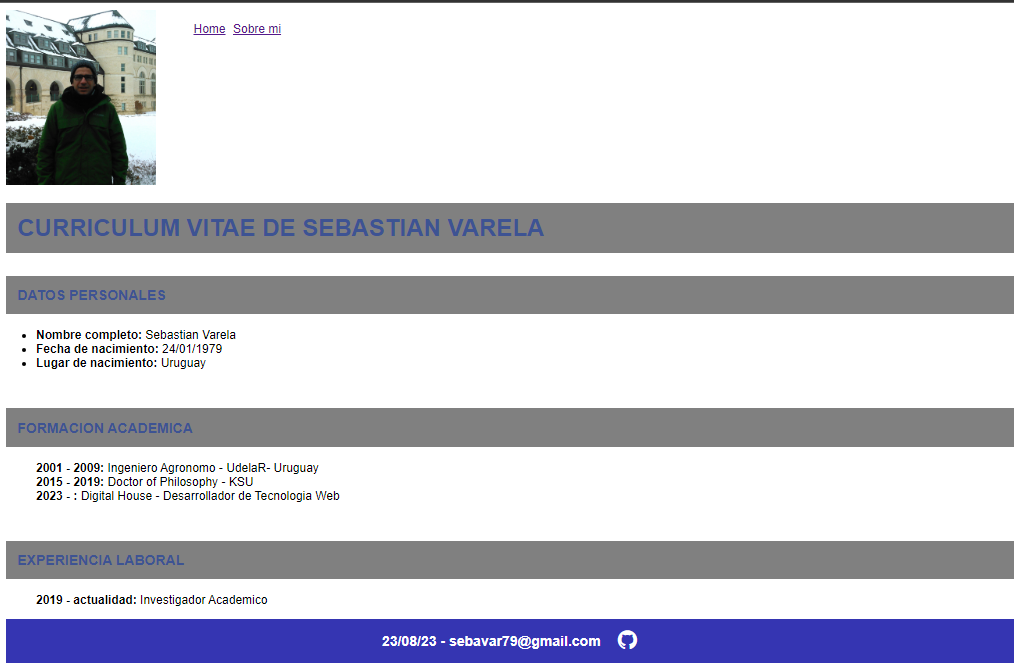 Home Sobre mi
CURRICULUM VITAE DE SEBASTIAN VARELA
DATOS PERSONALES
Nombre completo: Sebastian Varela
Fecha de nacimiento: 24/01/1979
Lugar de nacimiento: Uruguay
FORMACION ACADEMICA
2001 - 2009: Ingeniero Agronomo - UdelaR- Uruguay
2015 - 2019: Doctor of Philosophy - KSU
2023 - : Digital House - Desarrollador de Tecnologia Web
EXPERIENCIA LABORAL
2019 - actualidad: Investigador Academico
23/08/23 - sebavar79@gmail.com